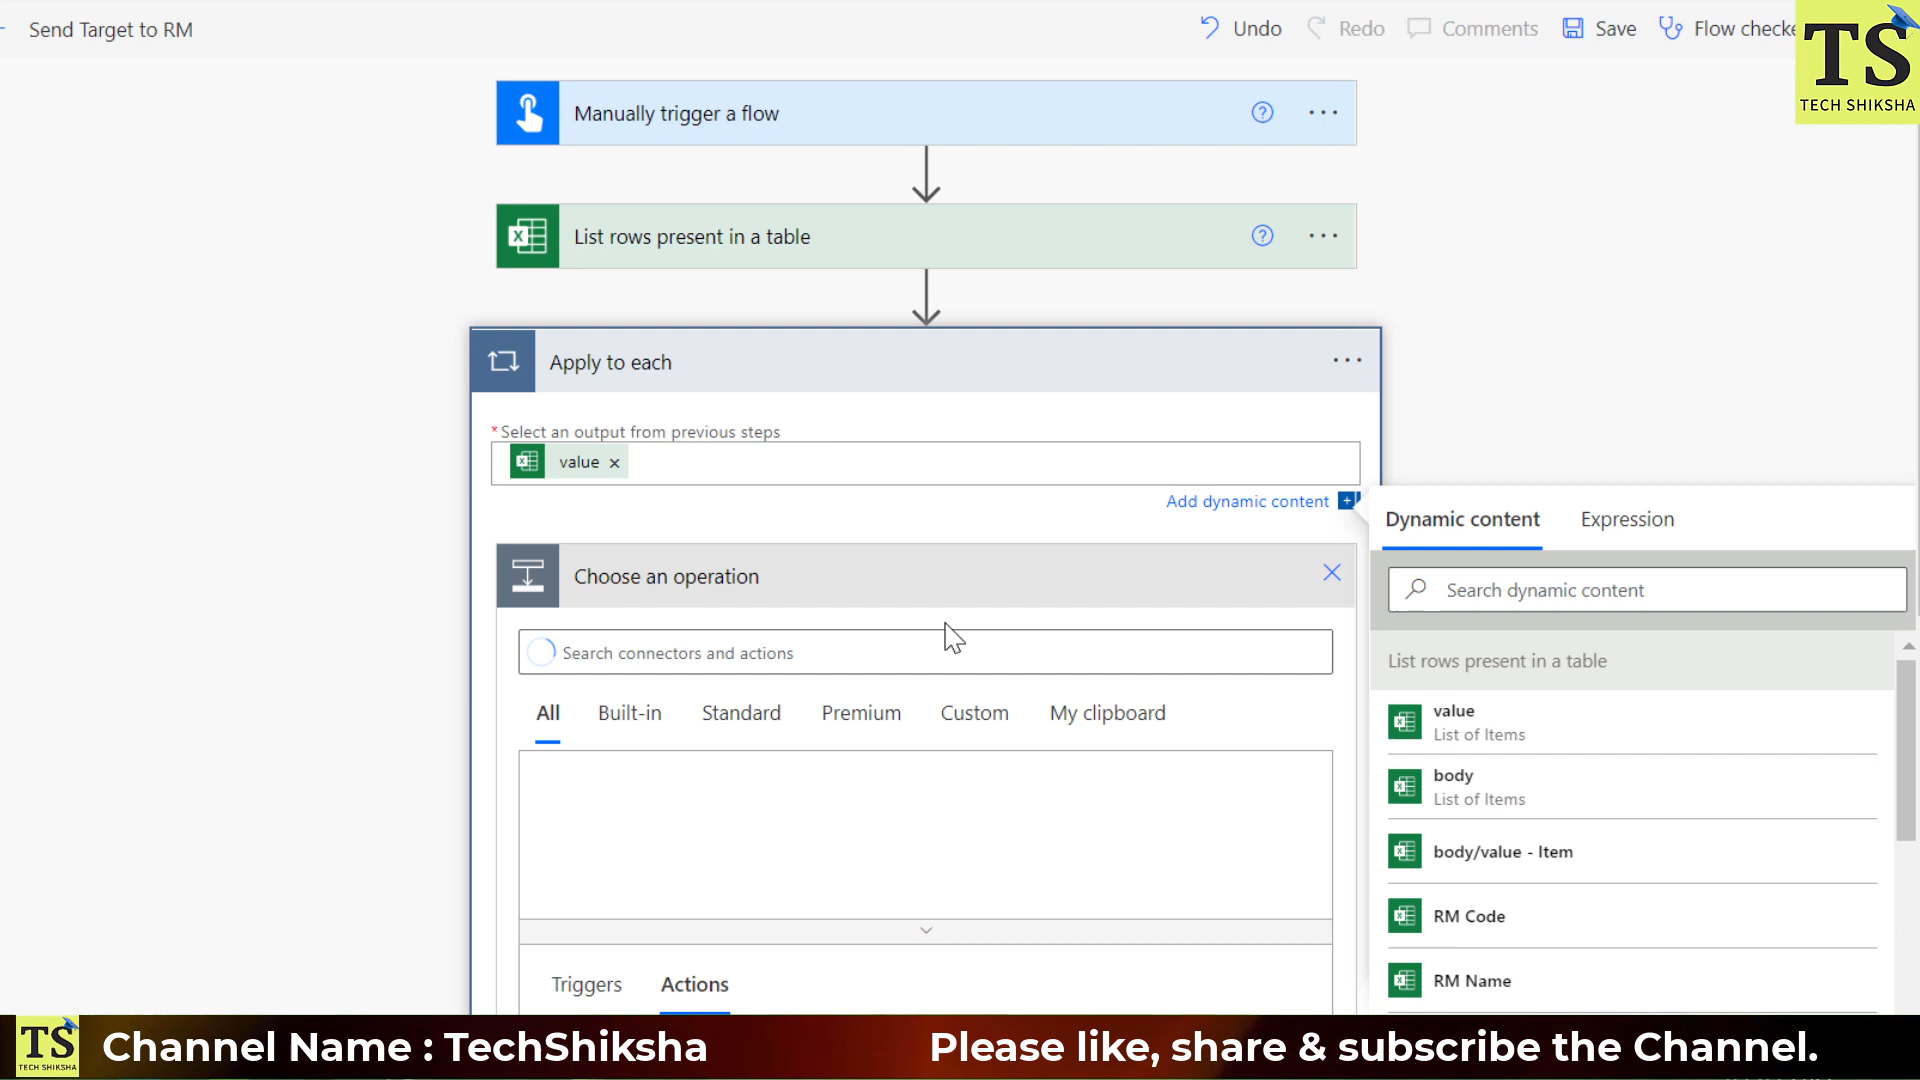 Send Target to RM
Undo
Redo
Comments
Save
Flow checke
TS
TECH SHIKSHA
Manually trigger a flow
List rows present in a table
Apply to each
* Select an output from previous steps
value
Add dynamic content
Dynamic content
Expression
Search dynamic content
Choose an operation
Search connectors and actions
All
Built-in
Standard
Premium
Custom
My clipboard
Triggers
Actions
List rows present in a table
value
List of Items
body
List of Items
body/value - Item
RM Code
RM Name
TS
TECH SHIKSHA
Channel Name : TechShiksha
Please like, share & subscribe the Channel.